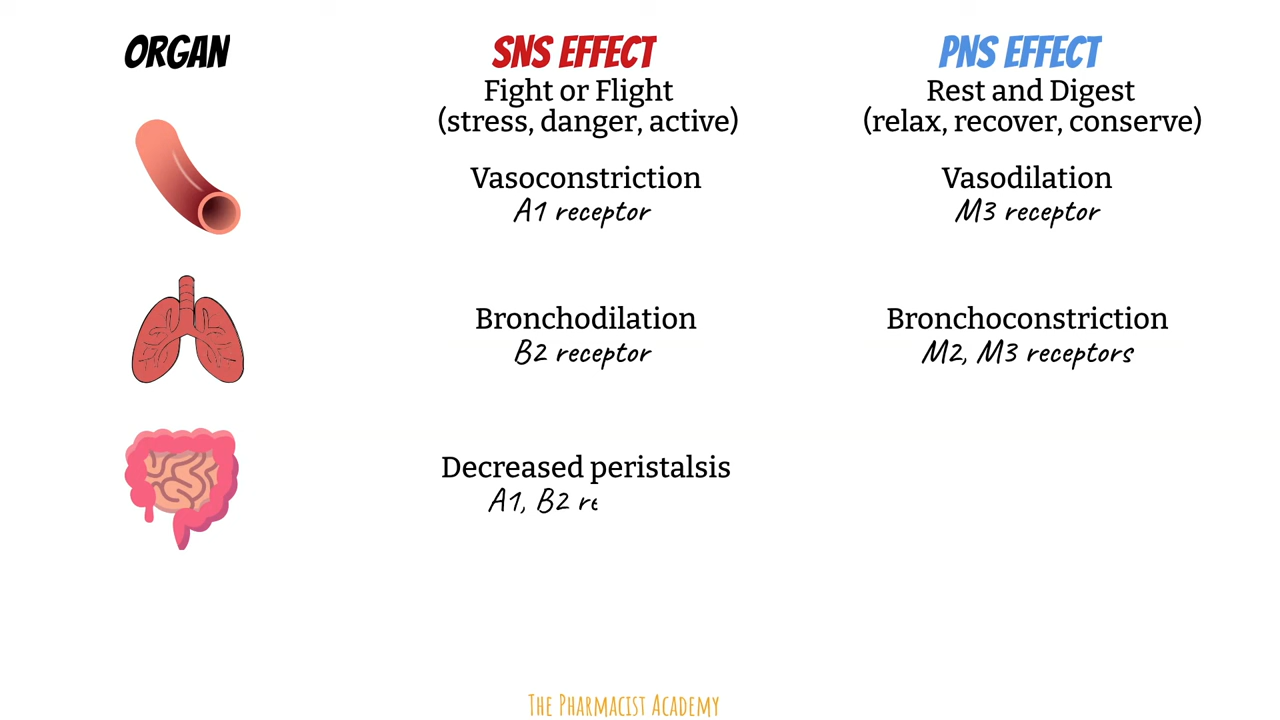 ORGAN
SNS EFFECT
PNS EFFECT
Fight or Flight
(stress, danger, active)
Rest and Digest
(relax, recover, conserve)
Vasoconstriction
A1 receptor
Vasodilation
M3 receptor
Bronchodilation
B2 receptor
Bronchoconstriction
M2, M3 receptors
Decreased peristalsis
A1, B2
THE PHARMACIST ACADEMY